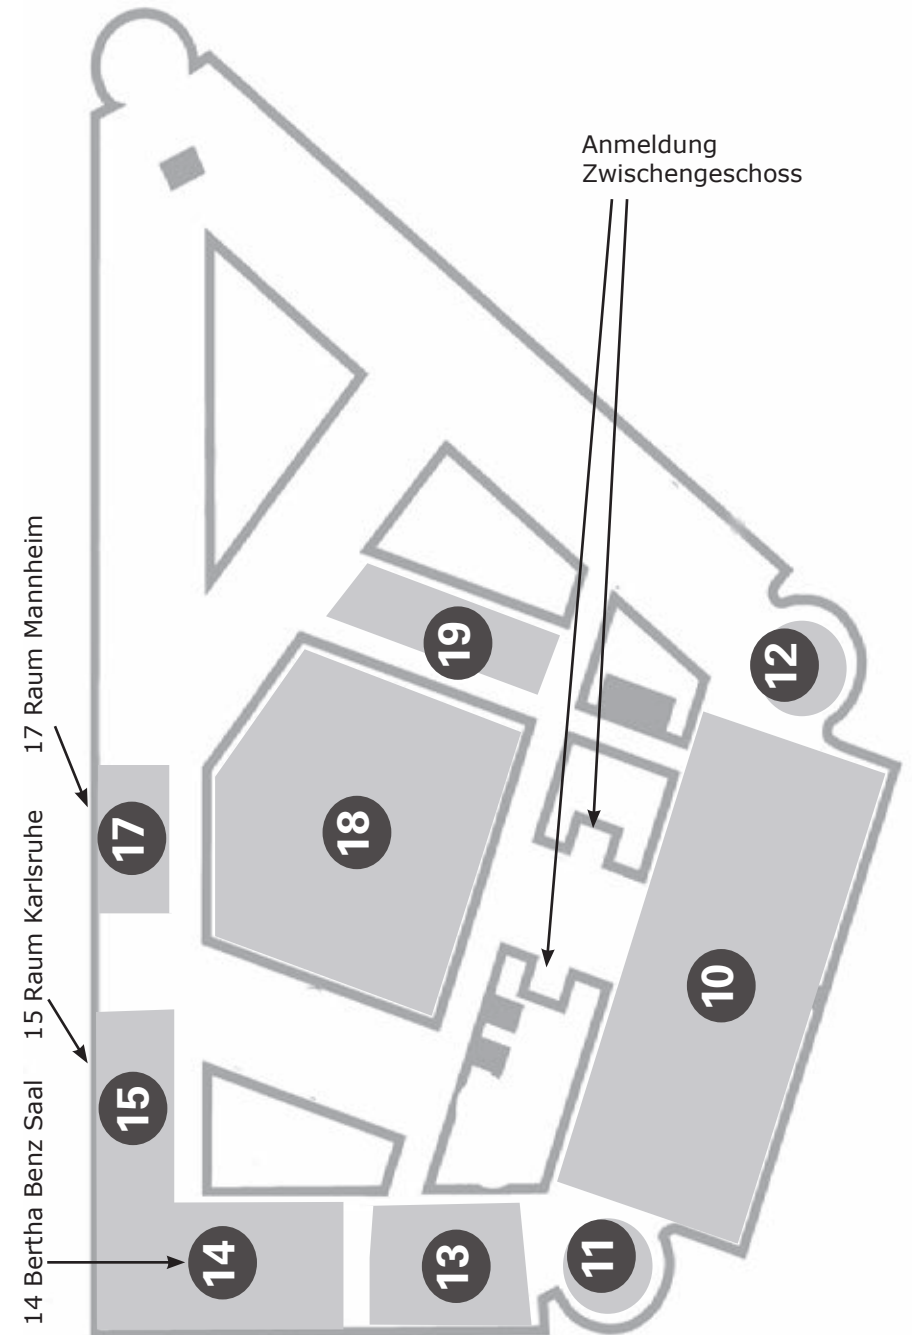 Anmeldung
Zwischengeschoss
17 Raum Mannheim
15 Raum Karlsruhe
14 Bertha Benz Saal
19
12
17
18
10
15
14
13
11